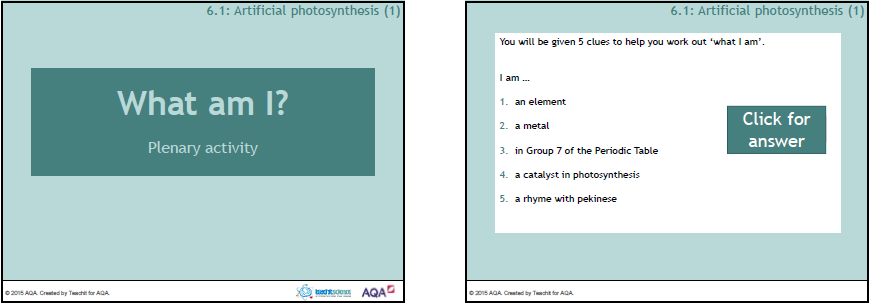 6.1: Artificial photosynthesis (1)
What am I?
Plenary activity
© 2015 AQA. Created by Teachit for AQA.
teachitscience
AQA
6.1: Artificial photosynthesis (1)
You will be given 5 clues to help you work out ‘what I am’.
I am …
1. an element
2. a metal
3. in Group 7 of the Periodic Table
4. a catalyst in photosynthesis
5. a rhyme with pekinese
Click for
answer
© 2015 AQA. Created by Teachit for AQA.